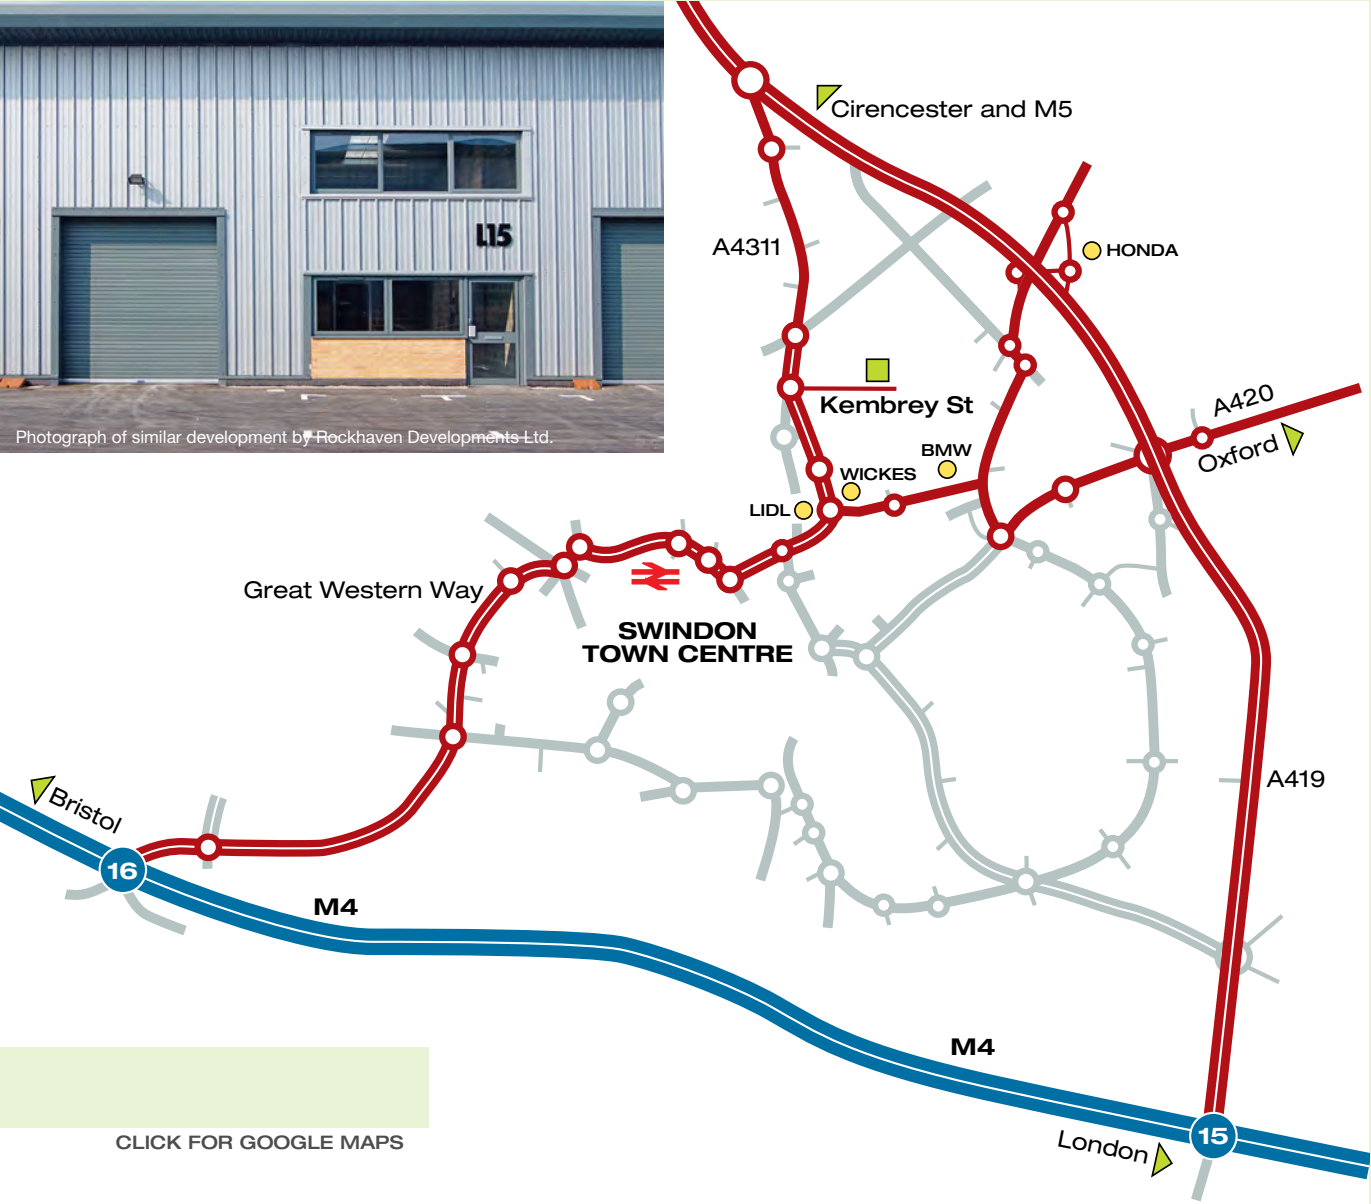 L15
Photograph of similar development by Rockhaven Developments Ltd.
Cirencester and M5
A4311
HONDA
Kembrey St
A420
Oxford
BMW
WICKES
LIDL
Great Western Way
SWINDON
TOWN CENTRE
A419
Bristol
16
M4
M4
15
London
CLICK FOR GOOGLE MAPS